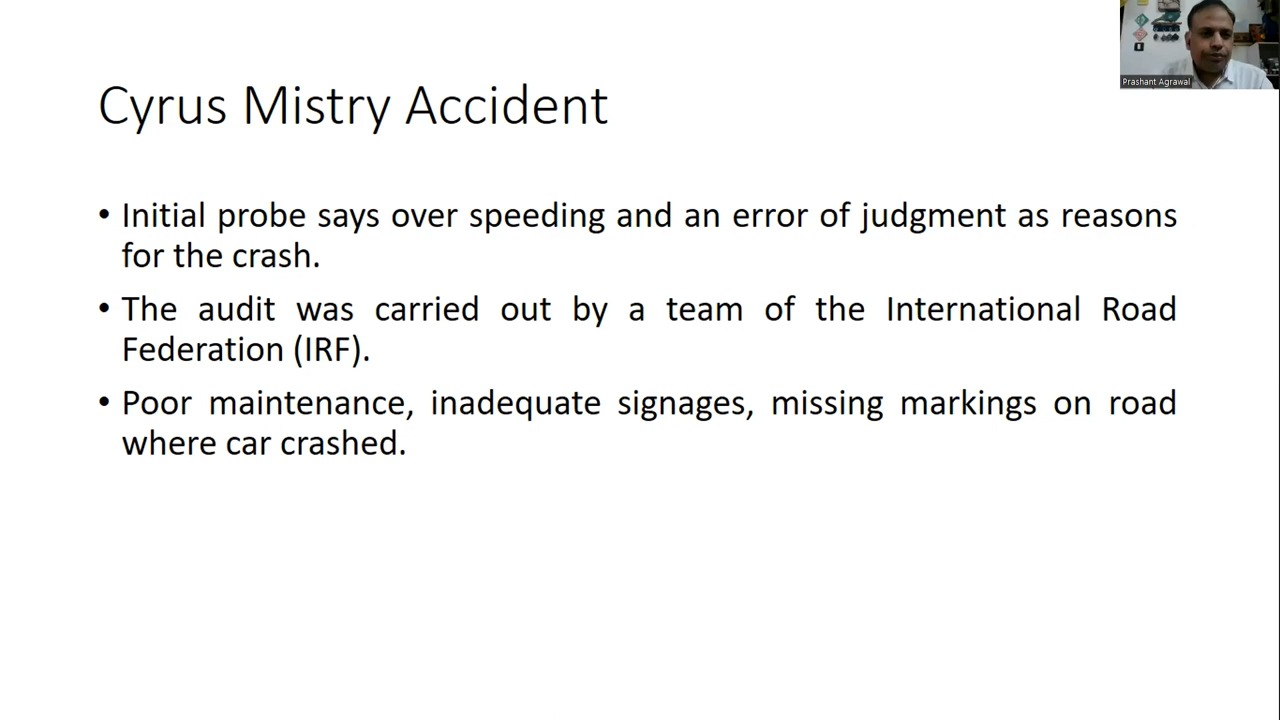 Prashant Agrawal
Cyrus Mistry Accident
• Initial probe says over speeding and an error of judgment as reasons
for the crash.
• The audit was carried out by a team of the International Road
Federation (IRF).
• Poor maintenance, inadequate signages, missing markings on road
where car crashed.